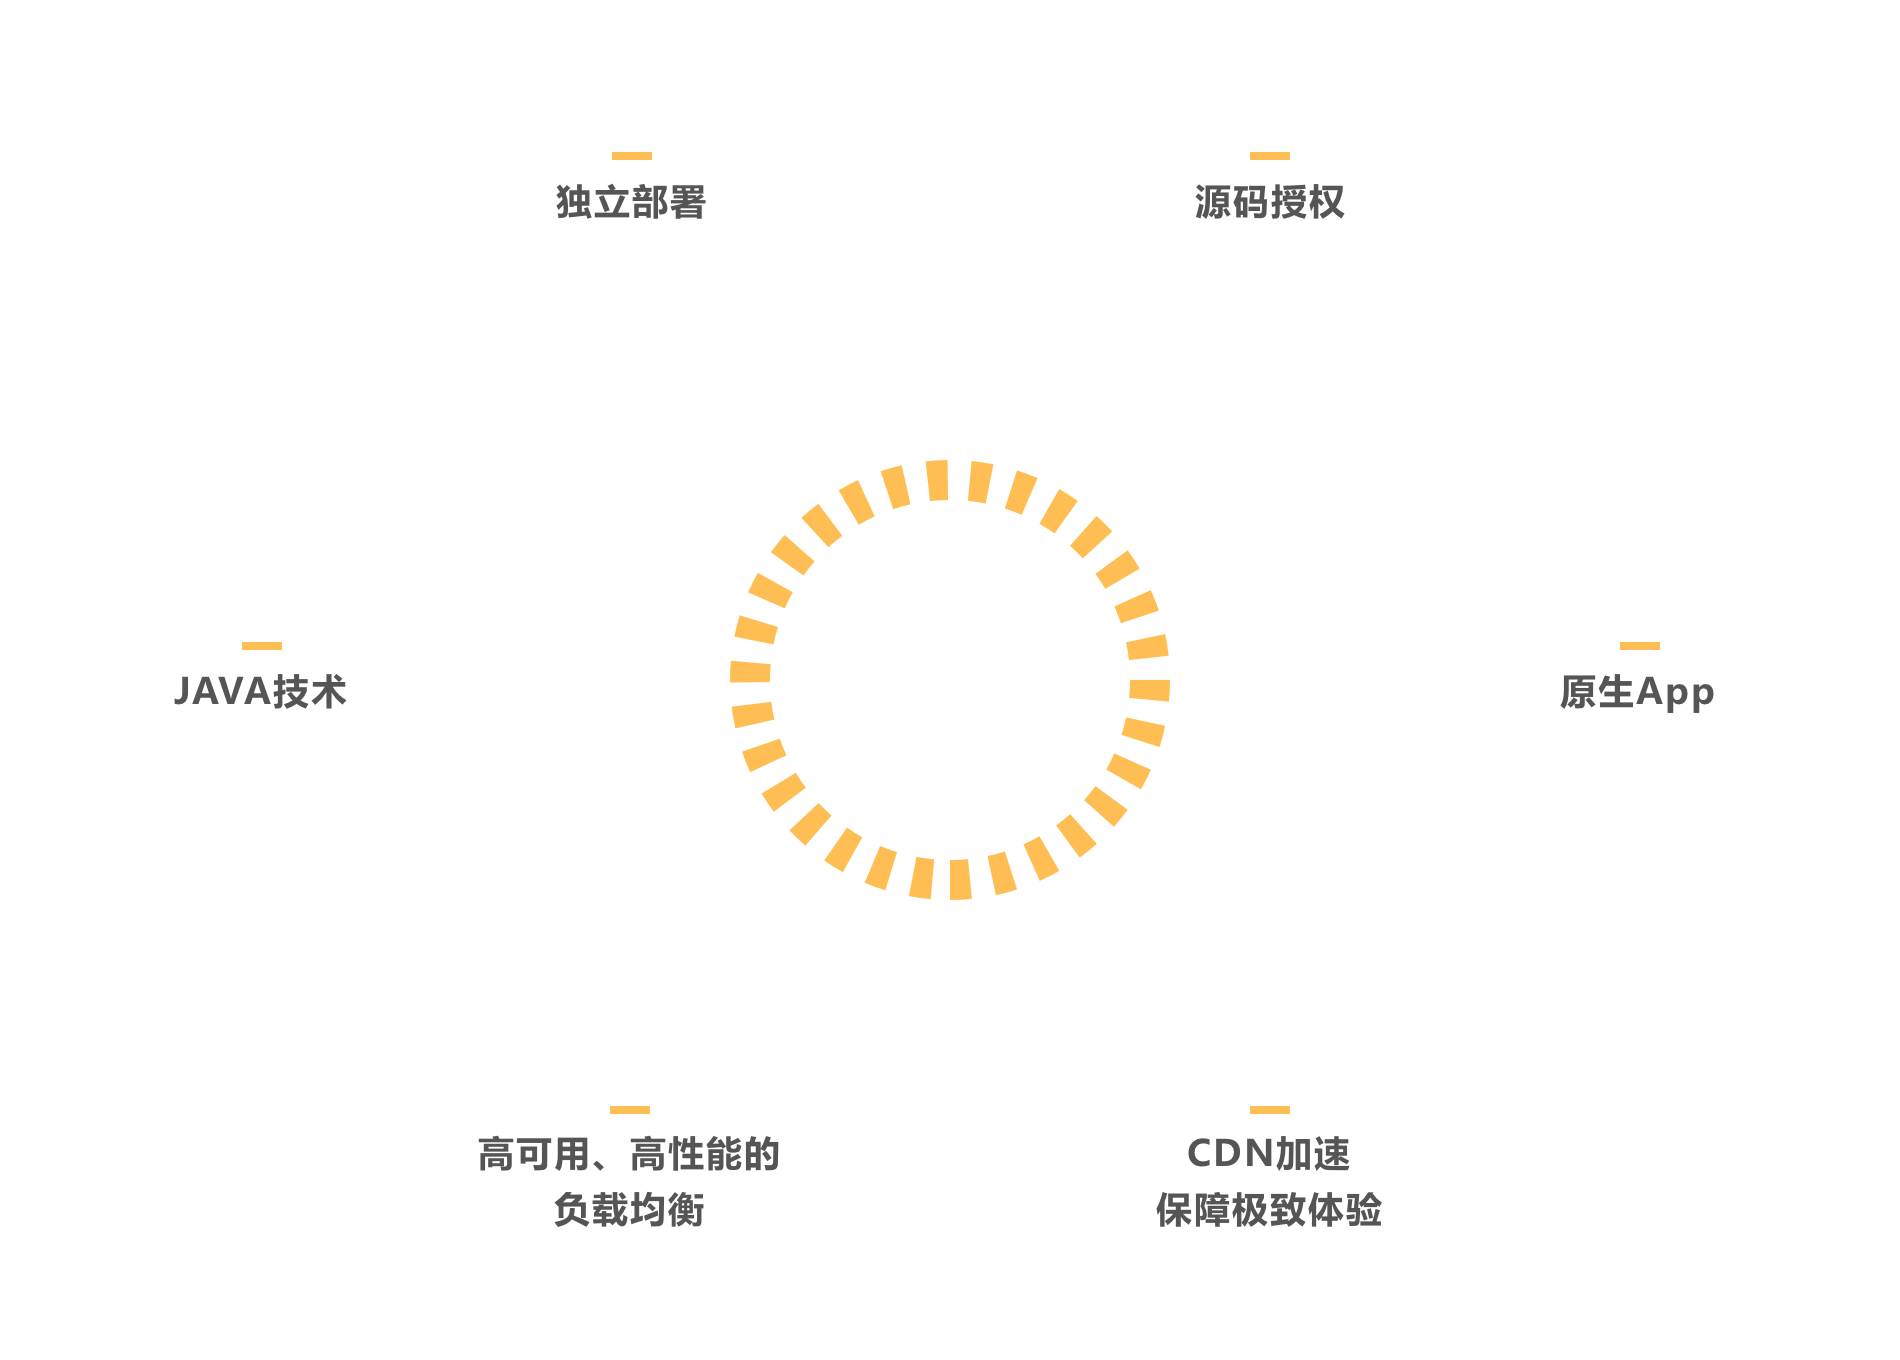 独立部署
源码授权
JAVA技术
原生App
高可用、高性能的
负载均衡
CDN加速
保障极致体验